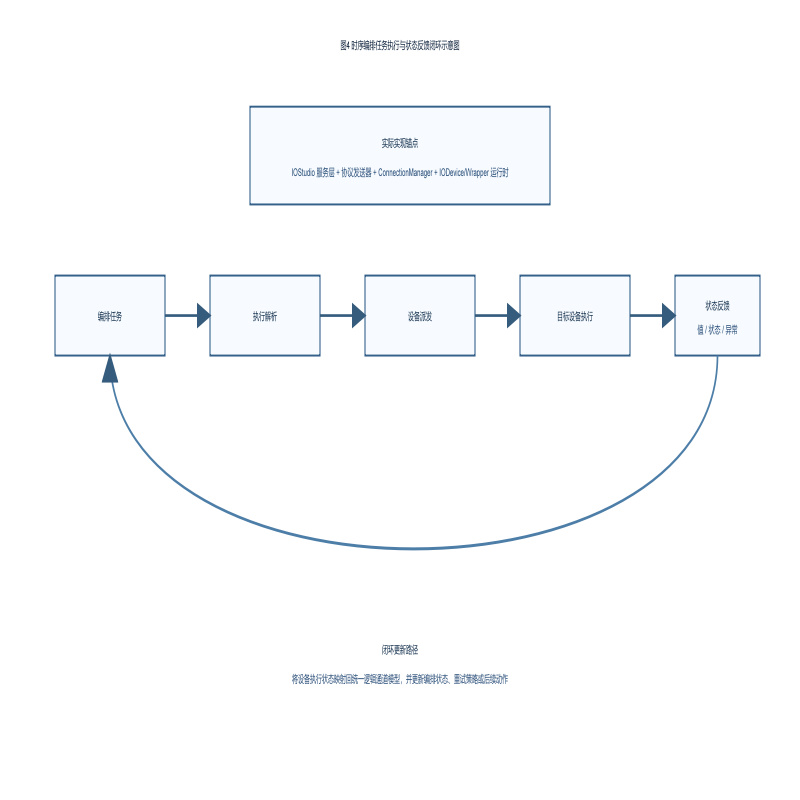 图4 时序编排任务执行与状态反馈闭环示意图
实际实现锚点
IOStudio 服务层 + 协议发送器 + ConnectionManager + IODevice/Wrapper 运行时
编排任务
执行解析
设备派发
目标设备执行
状态反馈
值 / 状态 / 异常
闭环更新路径
将设备执行状态映射回统一逻辑通道模型，并更新编排状态、重试策略或后续动作